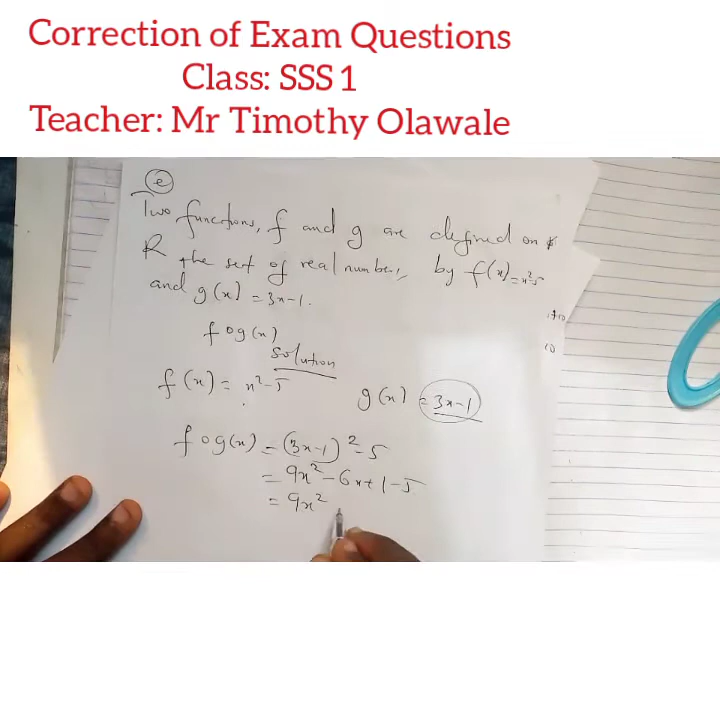 Correction of Exam Questions
Class: SSS 1
Teacher: Mr Timothy Olawale
(e)
Two functions, f and g are defined on
R the set of real numbers, by f(x)=x²-5
and g(x) = 3x-1.
fog(x)
solution
f(x) = x²-5
g(x) = 3x-1
fog(x) = (3x-1)²-5
= 9x²-6x+1-5
= 9x²